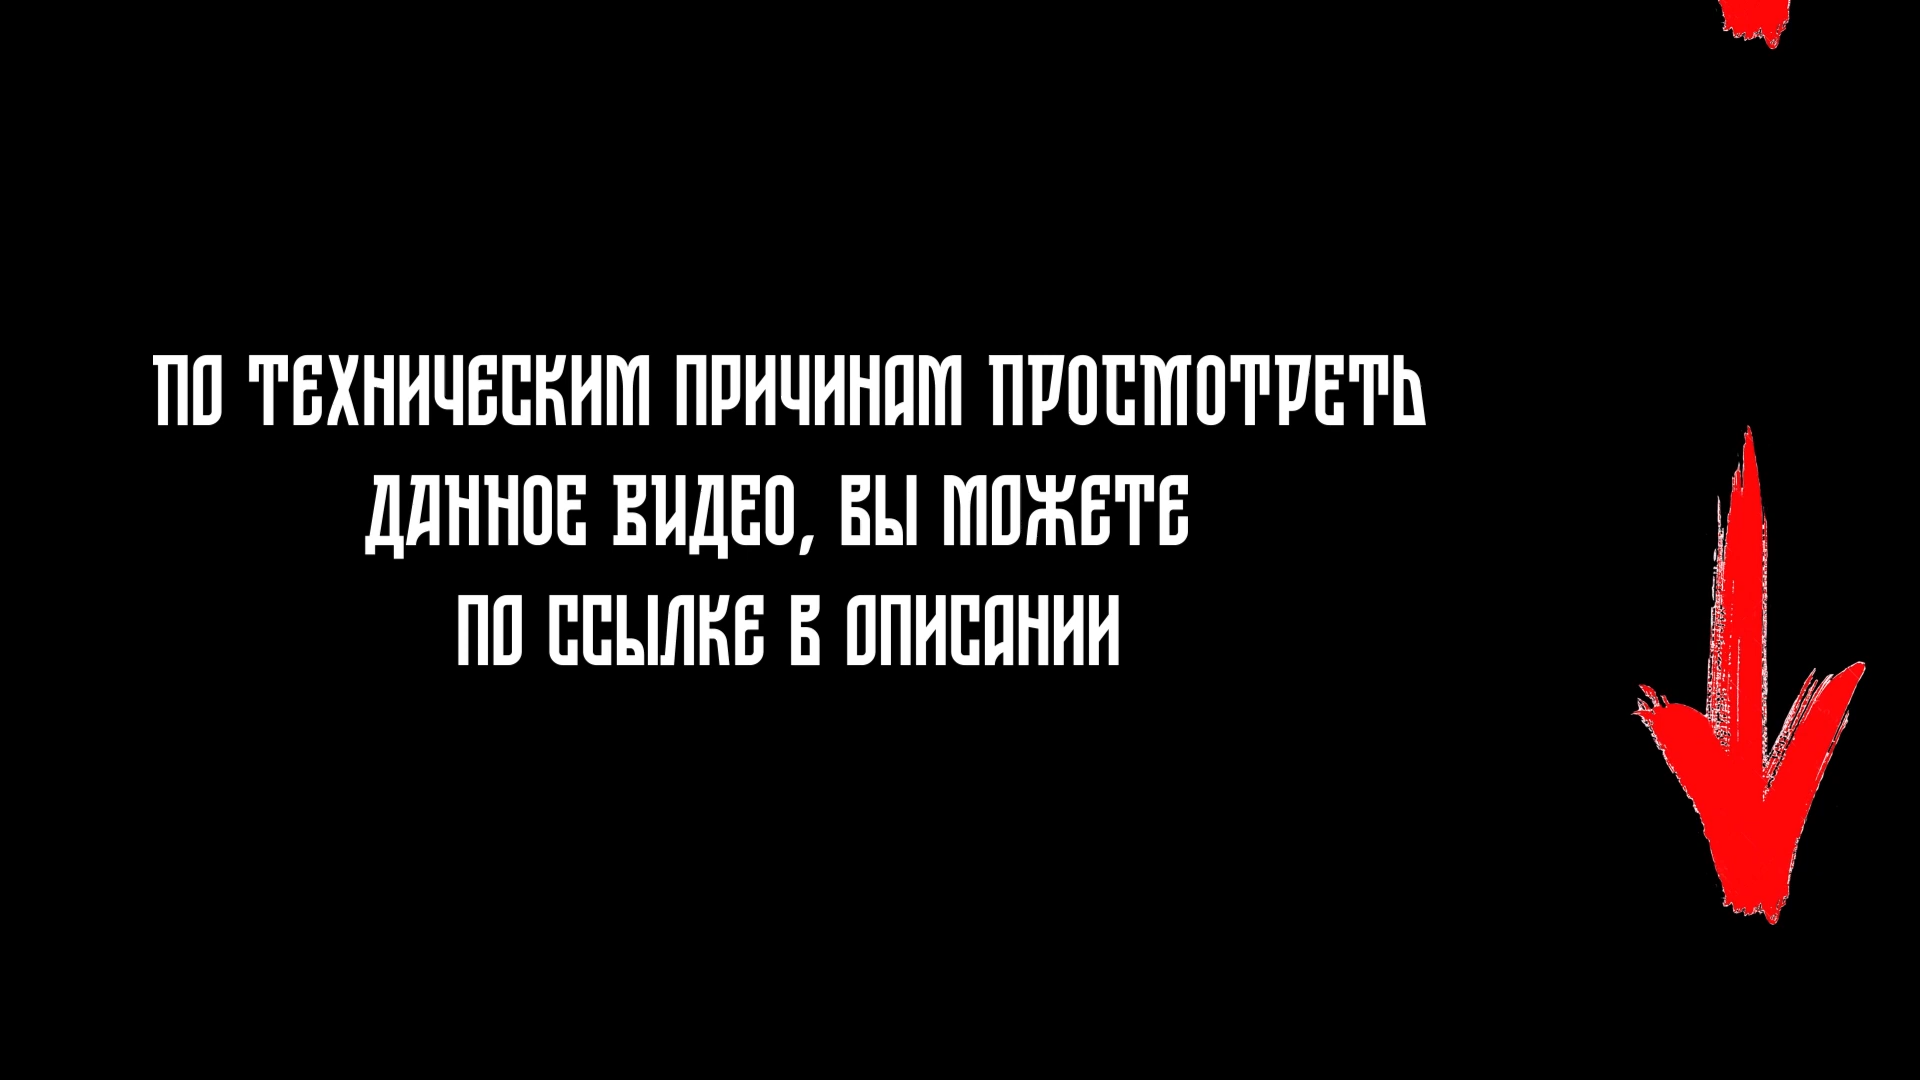 ПО ТЕХНИЧЕСКИМ ПРИЧИНАМ ПРОСМОТРЕТЬ
ДАННОЕ ВИДЕО, ВЫ МОЖЕТЕ
ПО ССЫЛКЕ В ОПИСАНИИ